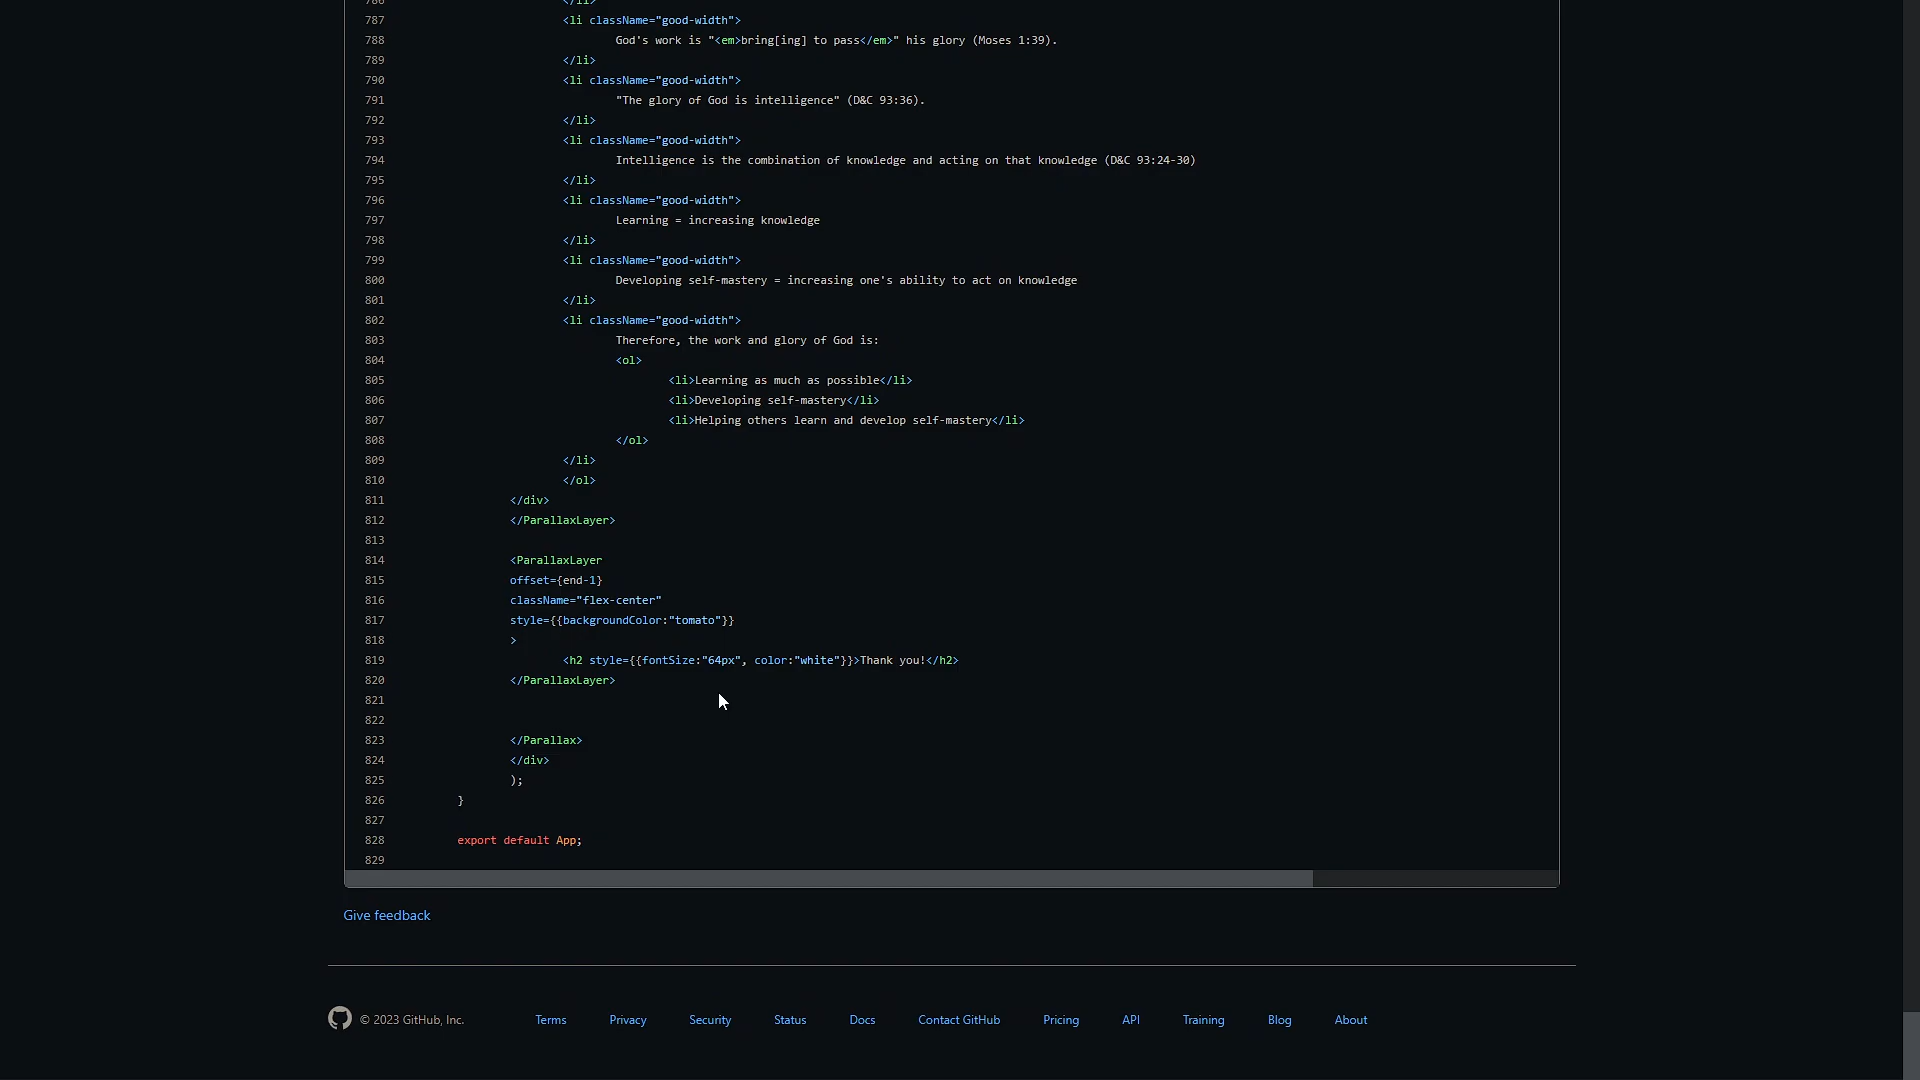 786 </li>
787 <li className="good-width">
788 God's work is "<em>bring[ing] to pass</em>" his glory (Moses 1:39).
789 </li>
790 <li className="good-width">
791 "The glory of God is intelligence" (D&C 93:36).
792 </li>
793 <li className="good-width">
794 Intelligence is the combination of knowledge and acting on that knowledge (D&C 93:24-30)
795 </li>
796 <li className="good-width">
797 Learning = increasing knowledge
798 </li>
799 <li className="good-width">
800 Developing self-mastery = increasing one's ability to act on knowledge
801 </li>
802 <li className="good-width">
803 Therefore, the work and glory of God is:
804 <ol>
805 <li>Learning as much as possible</li>
806 <li>Developing self-mastery</li>
807 <li>Helping others learn and develop self-mastery</li>
808 </ol>
809 </li>
810 </ol>
811 </div>
812 </ParallaxLayer>
813
814 <ParallaxLayer
815 offset={end-1}
816 className="flex-center"
817 style={{backgroundColor:"tomato"}}
818 >
819 <h2 style={{fontSize:"64px", color:"white"}}>Thank you!</h2>
820 </ParallaxLayer>
821
822
823 </Parallax>
824 </div>
825 );
826 }
827
828 export default App;
829
Give feedback
© 2023 GitHub, Inc. Terms Privacy Security Status Docs Contact GitHub Pricing API Training Blog About